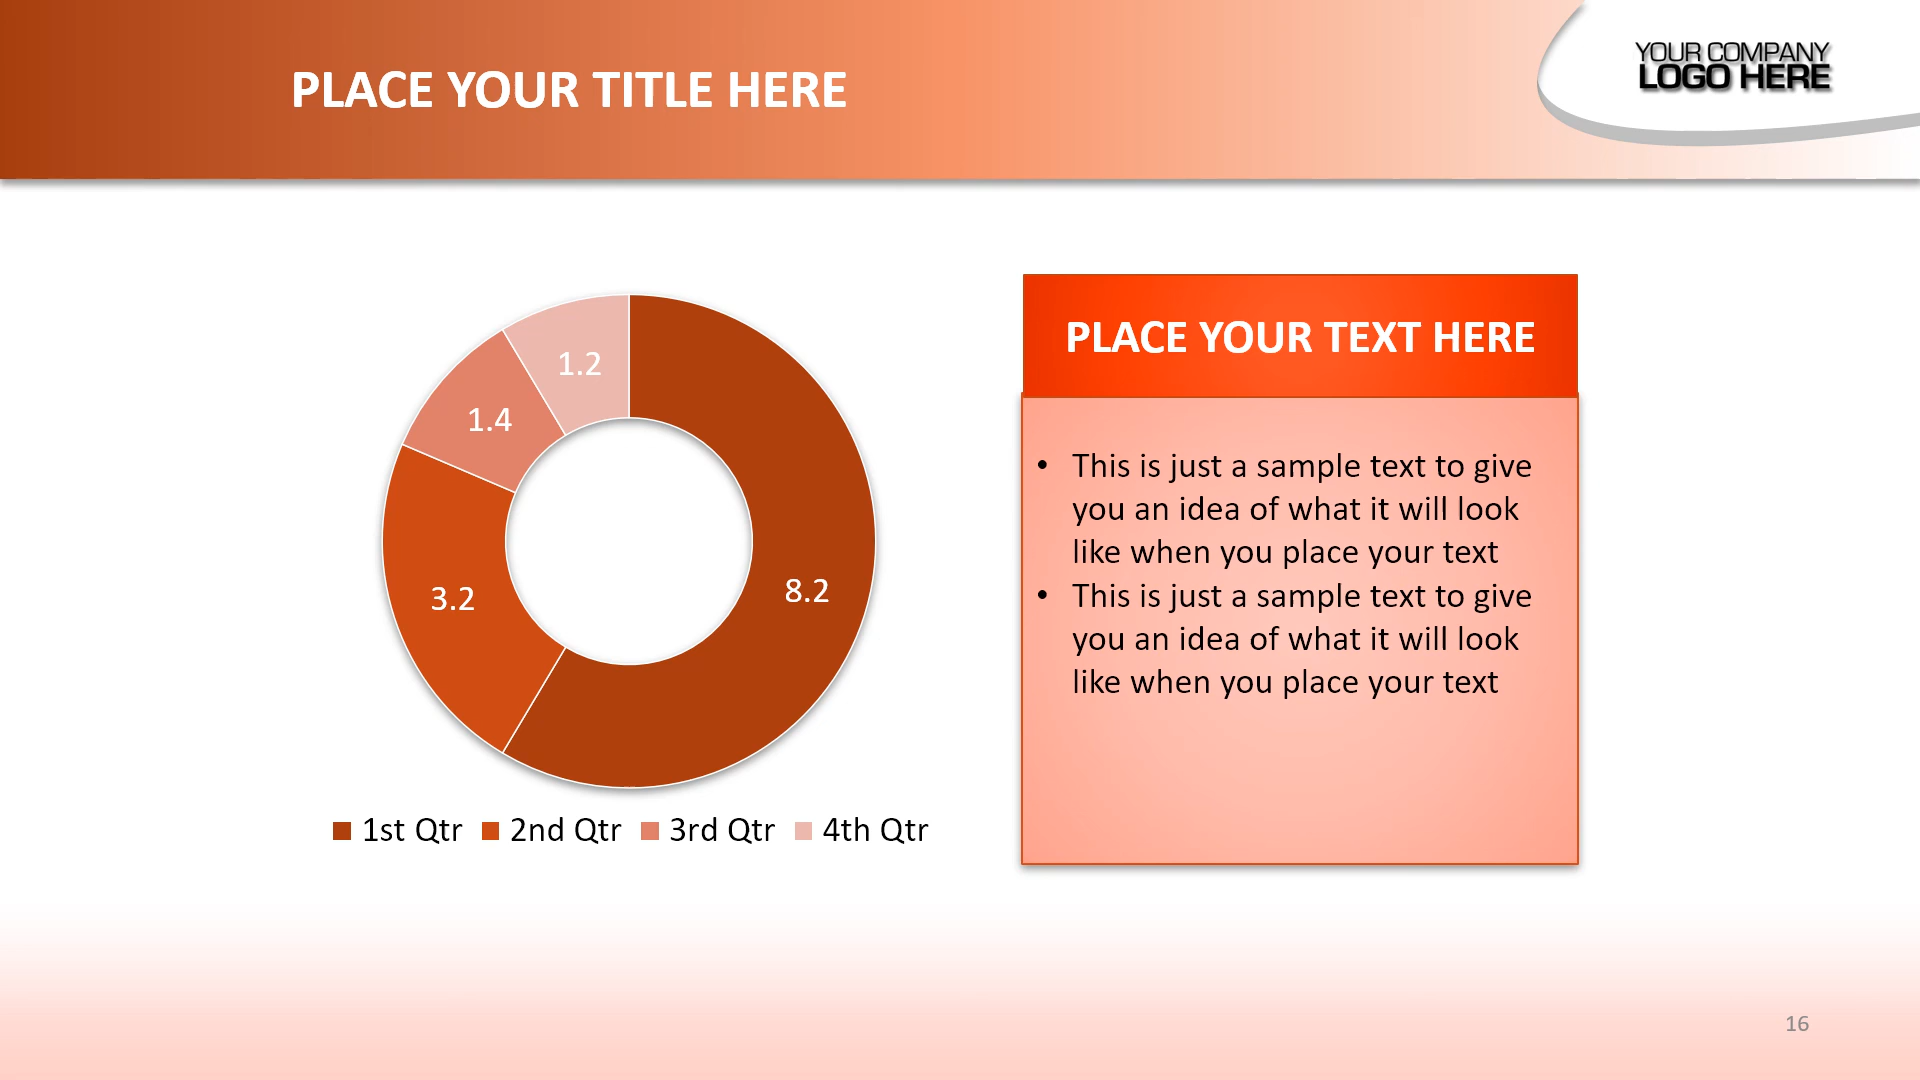 PLACE YOUR TITLE HERE
YOUR COMPANY
LOGO HERE
1.2
1.4
3.2
8.2
1st Qtr 2nd Qtr 3rd Qtr 4th Qtr
PLACE YOUR TEXT HERE
• This is just a sample text to give
you an idea of what it will look
like when you place your text
• This is just a sample text to give
you an idea of what it will look
like when you place your text
16